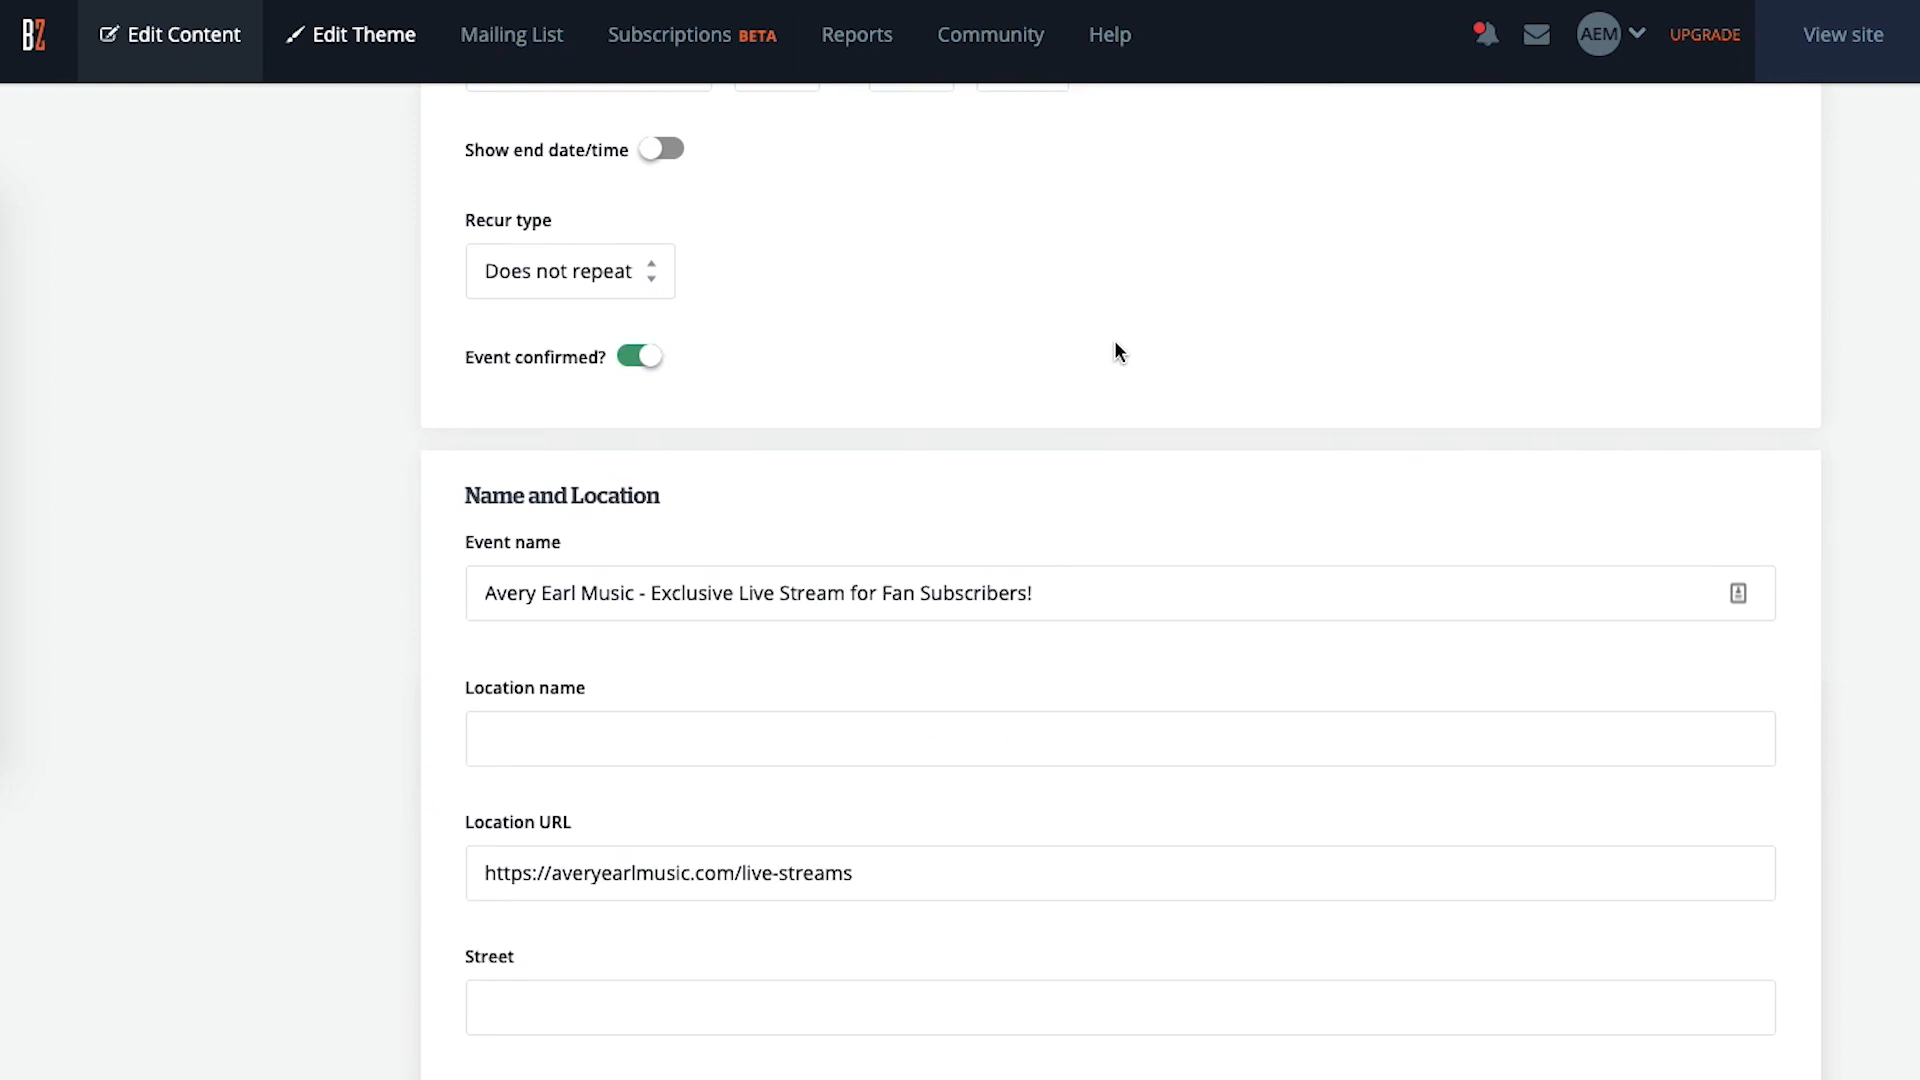 BZ
Edit Content
Edit Theme
Mailing List
Subscriptions BETA
Reports
Community
Help
AEM
UPGRADE
View site
Show end date/time
Recur type
Does not repeat
Event confirmed?
Name and Location
Event name
Avery Earl Music - Exclusive Live Stream for Fan Subscribers!
Location name
Location URL
https://averyearlmusic.com/live-streams
Street